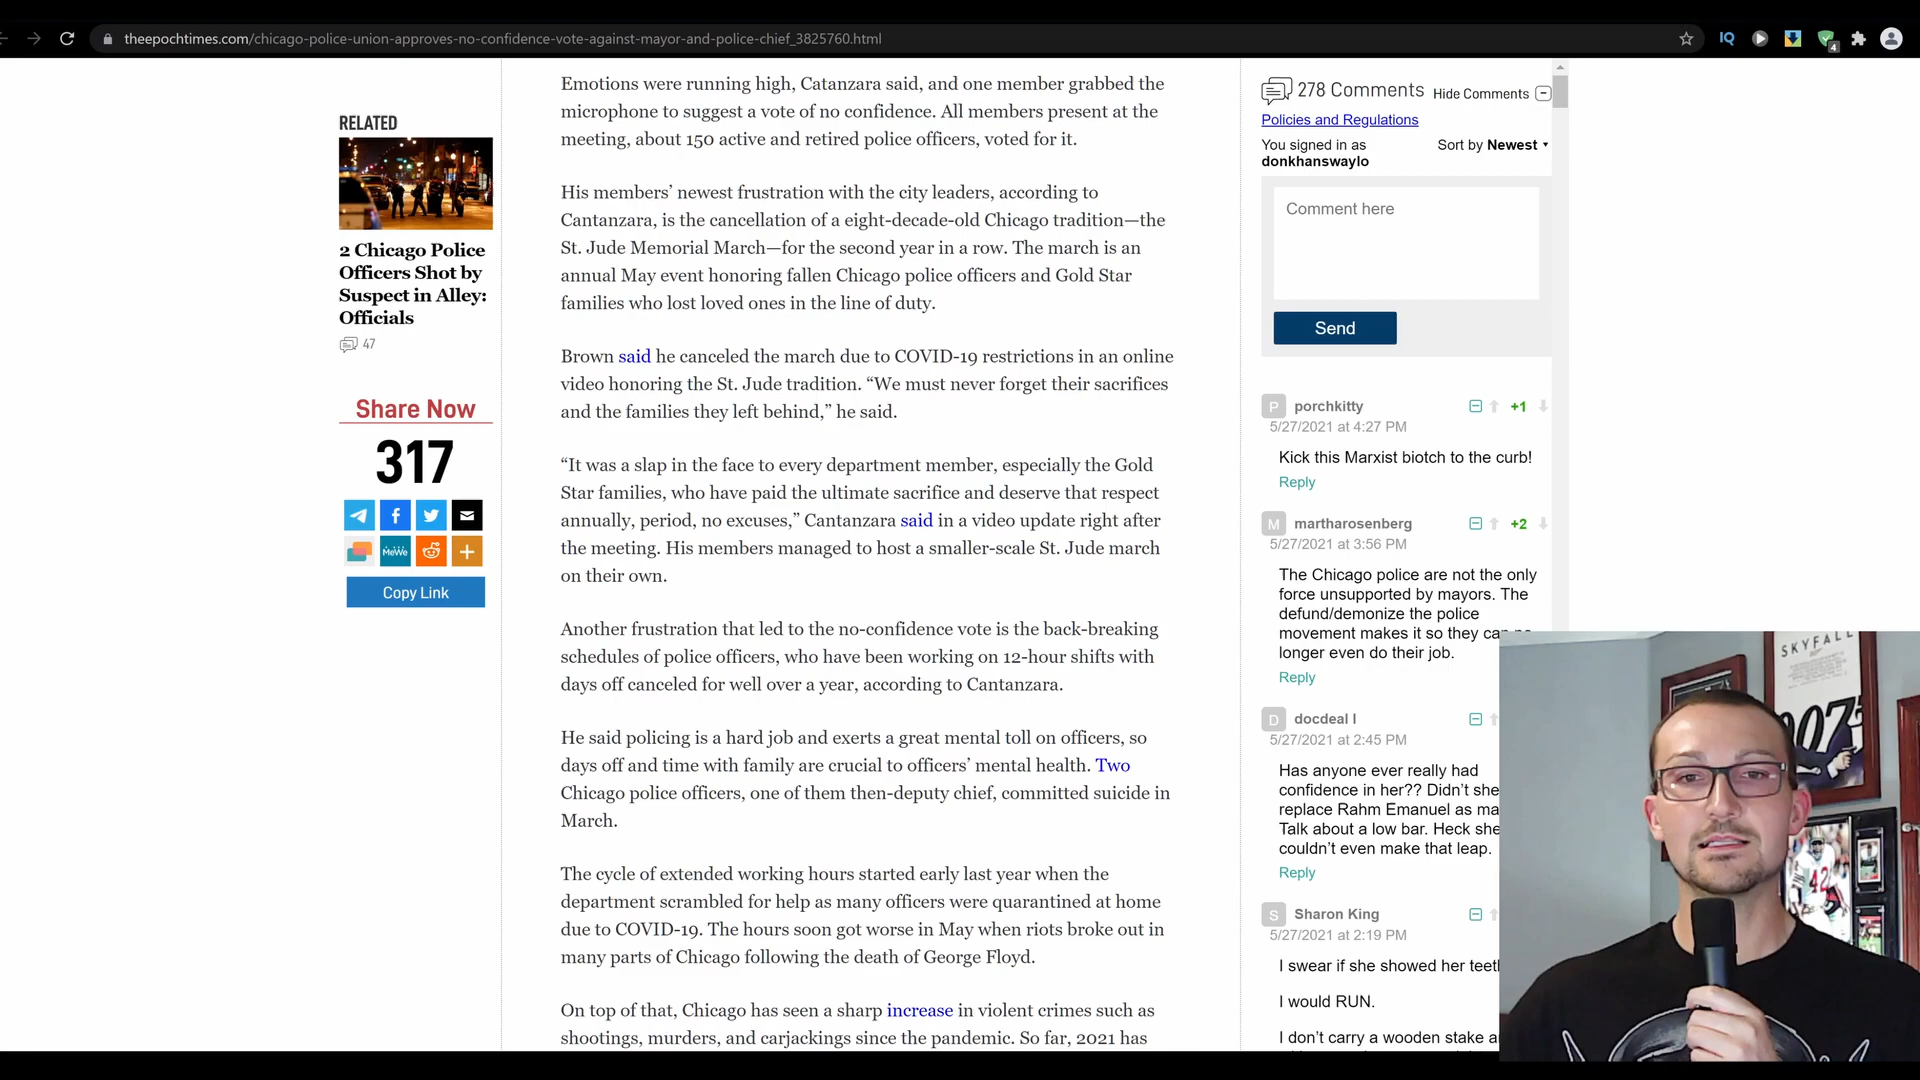 theepochtimes.com/chicago-police-union-approves-no-confidence-vote-against-mayor-and-police-chief_3825760.html
IQ
4
RELATED
2 Chicago Police
Officers Shot by
Suspect in Alley:
Officials
47
Share Now
317
MeWe
Copy Link
Emotions were running high, Catanzara said, and one member grabbed the
microphone to suggest a vote of no confidence. All members present at the
meeting, about 150 active and retired police officers, voted for it.
His members’ newest frustration with the city leaders, according to
Cantanzara, is the cancellation of a eight-decade-old Chicago tradition—the
St. Jude Memorial March—for the second year in a row. The march is an
annual May event honoring fallen Chicago police officers and Gold Star
families who lost loved ones in the line of duty.
Brown said he canceled the march due to COVID-19 restrictions in an online
video honoring the St. Jude tradition. “We must never forget their sacrifices
and the families they left behind,” he said.
“It was a slap in the face to every department member, especially the Gold
Star families, who have paid the ultimate sacrifice and deserve that respect
annually, period, no excuses,” Cantanzara said in a video update right after
the meeting. His members managed to host a smaller-scale St. Jude march
on their own.
Another frustration that led to the no-confidence vote is the back-breaking
schedules of police officers, who have been working on 12-hour shifts with
days off canceled for well over a year, according to Cantanzara.
He said policing is a hard job and exerts a great mental toll on officers, so
days off and time with family are crucial to officers’ mental health. Two
Chicago police officers, one of them then-deputy chief, committed suicide in
March.
The cycle of extended working hours started early last year when the
department scrambled for help as many officers were quarantined at home
due to COVID-19. The hours soon got worse in May when riots broke out in
many parts of Chicago following the death of George Floyd.
On top of that, Chicago has seen a sharp increase in violent crimes such as
shootings, murders, and carjackings since the pandemic. So far, 2021 has
278 Comments Hide Comments
Policies and Regulations
You signed in as
donkhanswaylo
Sort by Newest
Comment here
Send
P porchkitty +1
5/27/2021 at 4:27 PM
Kick this Marxist biotch to the curb!
Reply
M martharosenberg +2
5/27/2021 at 3:56 PM
The Chicago police are not the only
force unsupported by mayors. The
defund/demonize the police
movement makes it so they can no
longer even do their job.
Reply
D docdeal l
5/27/2021 at 2:45 PM
Has anyone ever really had
confidence in her?? Didn’t she
replace Rahm Emanuel as ma
Talk about a low bar. Heck she
couldn’t even make that leap.
Reply
S Sharon King
5/27/2021 at 2:19 PM
I swear if she showed her teeth
I would RUN.
I don’t carry a wooden stake a
SKYFALL
007
42